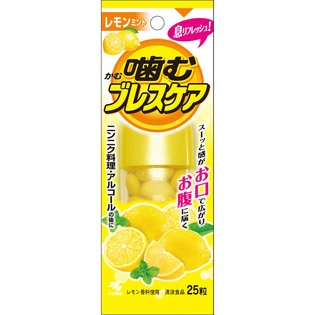 レモンミント
息リフレッシュ!
噛む
かむ
ブレスケア
ニンニク料理・アルコールの後に
スーッと感が
お口で広がり
お腹に届く
レモン香料使用
清涼食品
25粒